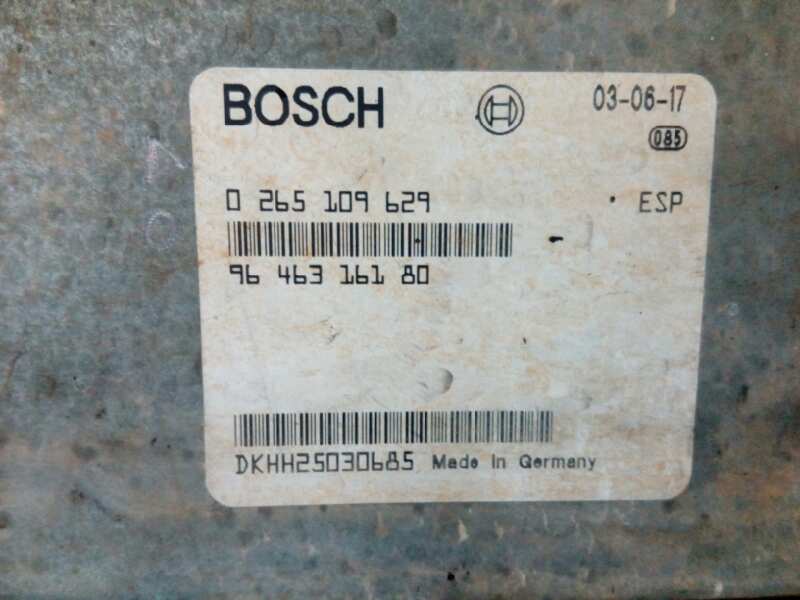 BOSCH 03-06-17
085
0 265 109 629 ESP
96 463 161 80
DKHH25030685 Made In Germany